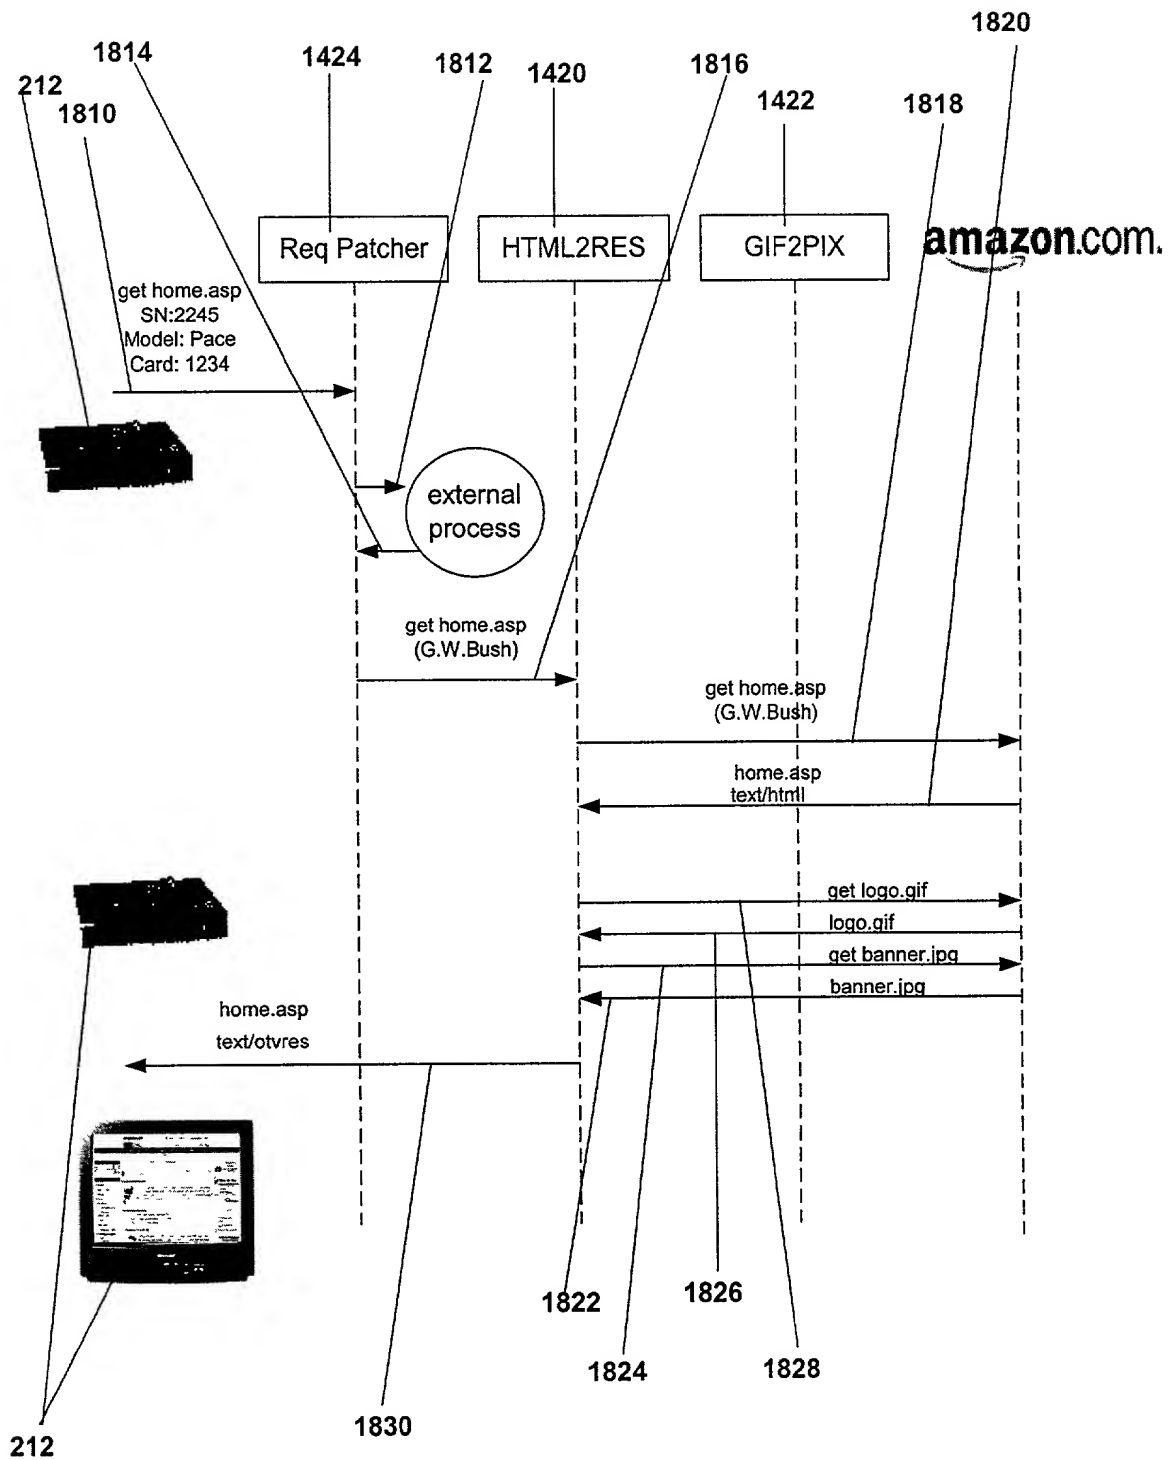 1820
1814
1424
1812
1420
1816
212
1810
1422
1818
Req Patcher
HTML2RES
GIF2PIX
amazon.com.
get home.asp
SN:2245
Model: Pace
Card: 1234
external
process
get home.asp
(G.W.Bush)
get home.asp
(G.W.Bush)
home.asp
text/html
get logo.gif
logo.gif
get banner.jpg
banner.jpg
home.asp
text/otvres
1822
1826
1824
1828
1830
212